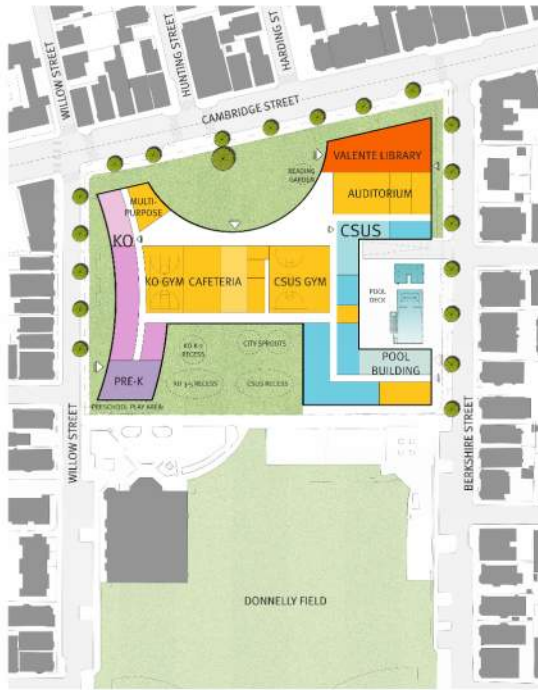 WILLOW STREET
HUNTING STREET
HARDING ST
CAMBRIDGE STREET
VALENTE LIBRARY
READING
GARDEN
MULTI-
PURPOSE
AUDITORIUM
KO
CSUS
KO GYM
CAFETERIA
CSUS GYM
POOL
DECK
KO K-2
RECESS
CITY SPROUTS
POOL
BUILDING
PRE-K
KO 3-5 RECESS
CSUS RECESS
PRESCHOOL PLAY AREA
WILLOW STREET
BERKSHIRE STREET
DONNELLY FIELD